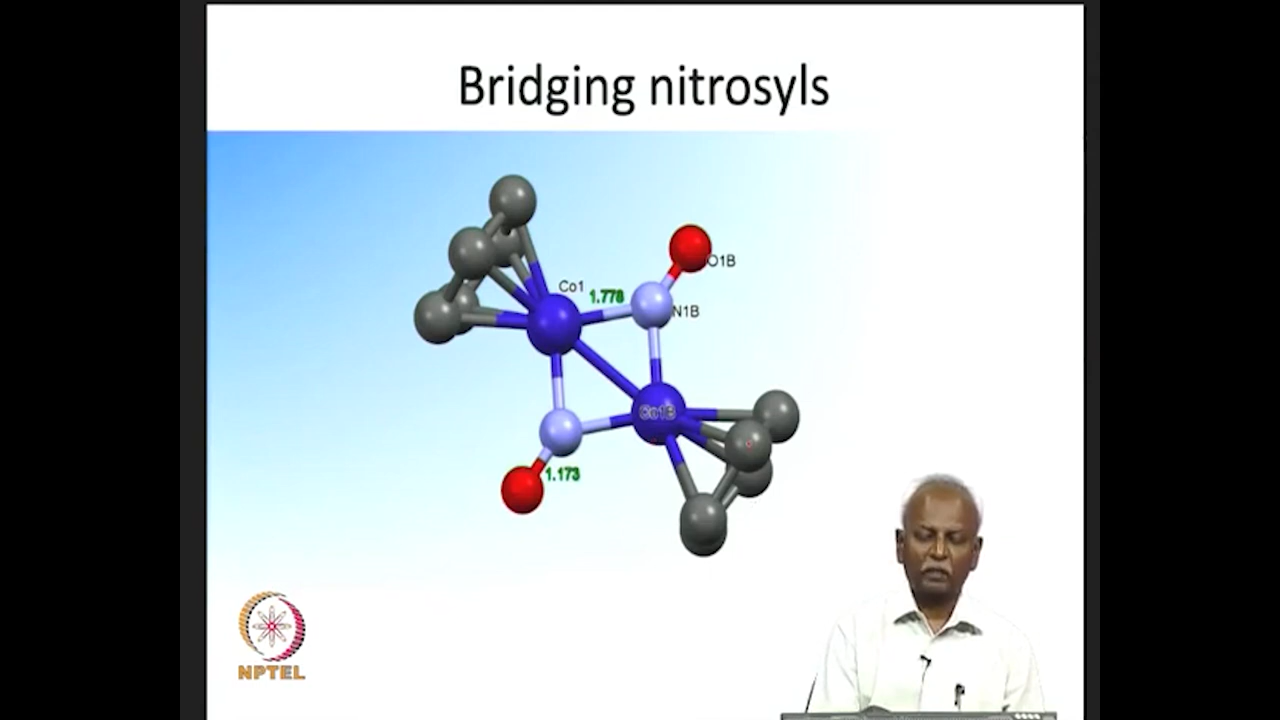 Bridging nitrosyls
Co1
1.778
O1B
N1B
Co1B
1.173
NPTEL